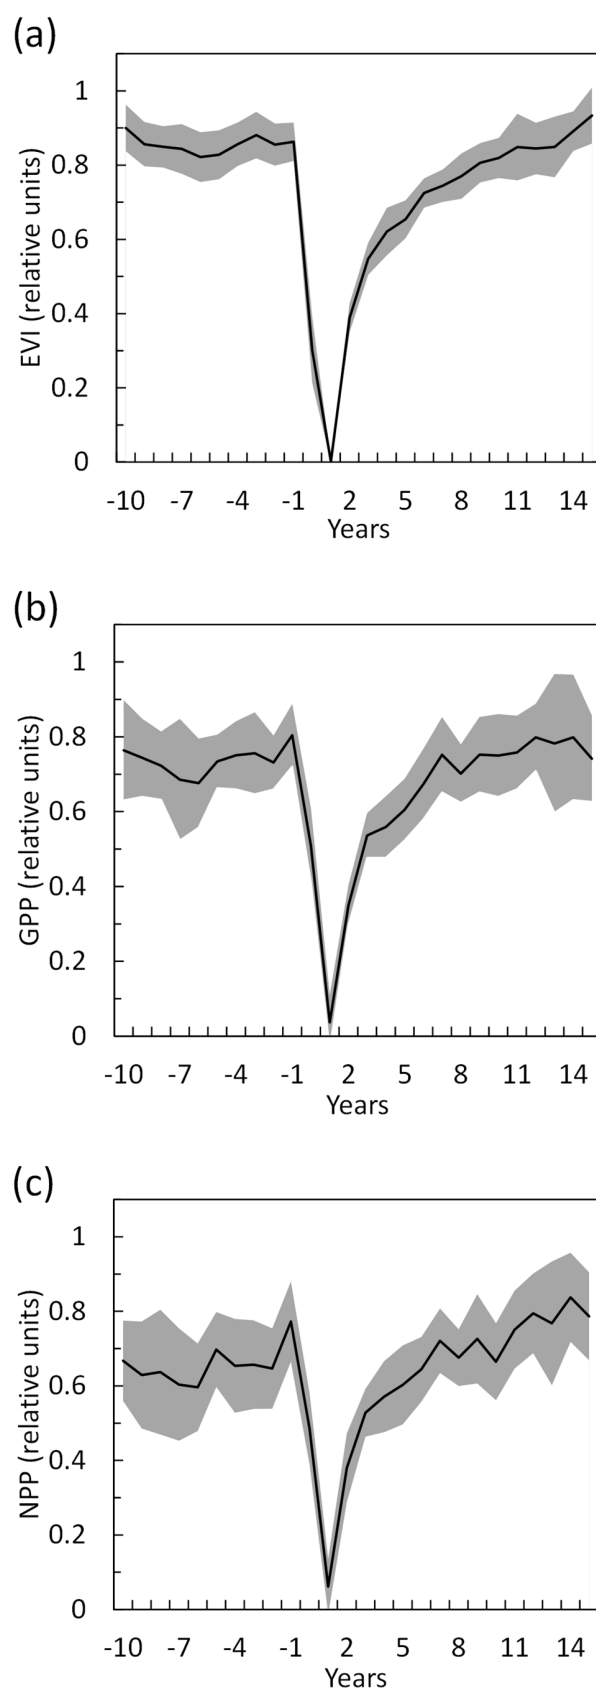 (a)
EVI (relative units)
1
0.8
0.6
0.4
0.2
0
-10 -7 -4 -1 2 5 8 11 14
Years
(b)
GPP (relative units)
1
0.8
0.6
0.4
0.2
0
-10 -7 -4 -1 2 5 8 11 14
Years
(c)
NPP (relative units)
1
0.8
0.6
0.4
0.2
0
-10 -7 -4 -1 2 5 8 11 14
Years